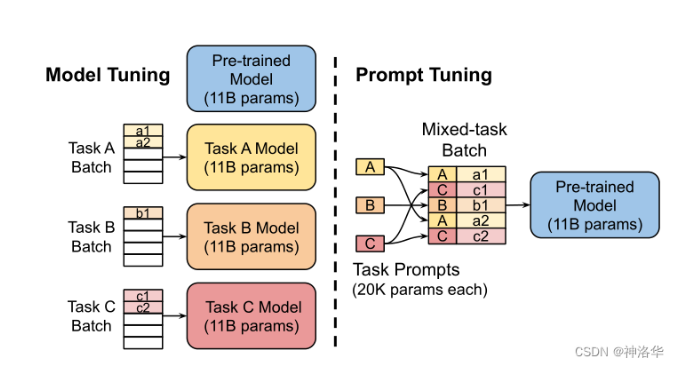 Model Tuning
Pre-trained
Model
(11B params)
Task A
Batch
a1
a2
Task A Model
(11B params)
Task B
Batch
b1
Task B Model
(11B params)
Task C
Batch
c1
c2
Task C Model
(11B params)
Prompt Tuning
Mixed-task
Batch
A
B
C
A a1
C c1
B b1
A a2
C c2
Pre-trained
Model
(11B params)
Task Prompts
(20K params each)
CSDN @神洛华